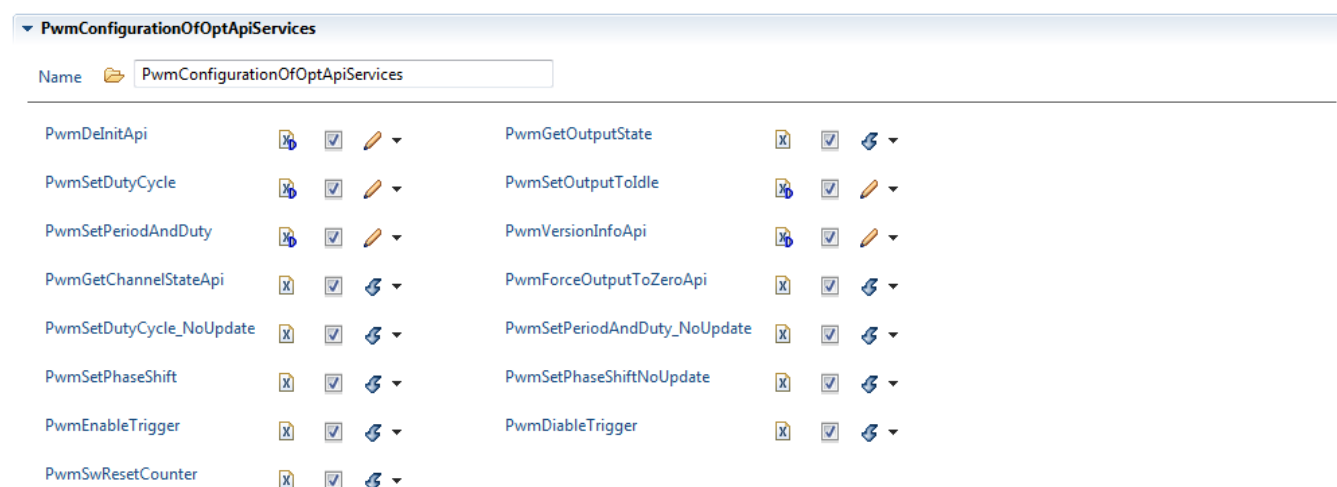 PwmConfigurationOfOptApiServices
Name PwmConfigurationOfOptApiServices
PwmDeInitApi PwmGetOutputState
PwmSetDutyCycle PwmSetOutputToIdle
PwmSetPeriodAndDuty PwmVersionInfoApi
PwmGetChannelStateApi PwmForceOutputToZeroApi
PwmSetDutyCycle_NoUpdate PwmSetPeriodAndDuty_NoUpdate
PwmSetPhaseShift PwmSetPhaseShiftNoUpdate
PwmEnableTrigger PwmDiableTrigger
PwmSwResetCounter